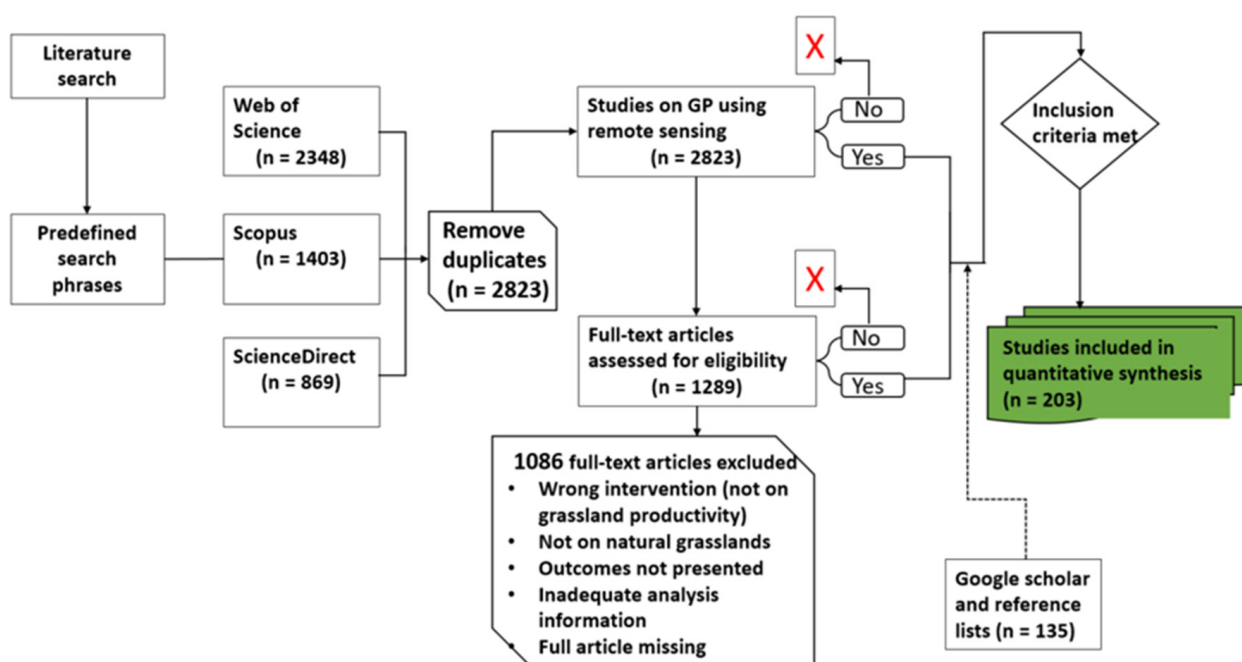 Literature
search
Predefined
search
phrases
Web of
Science
(n = 2348)
Scopus
(n = 1403)
ScienceDirect
(n = 869)
Remove
duplicates
(n = 2823)
Studies on GP using
remote sensing
(n = 2823)
X
No
Yes
Full-text articles
assessed for eligibility
(n = 1289)
X
No
Yes
1086 full-text articles excluded
• Wrong intervention (not on
grassland productivity)
• Not on natural grasslands
• Outcomes not presented
• Inadequate analysis
information
• Full article missing
Inclusion
criteria met
Studies included in
quantitative synthesis
(n = 203)
Google scholar
and reference
lists (n = 135)